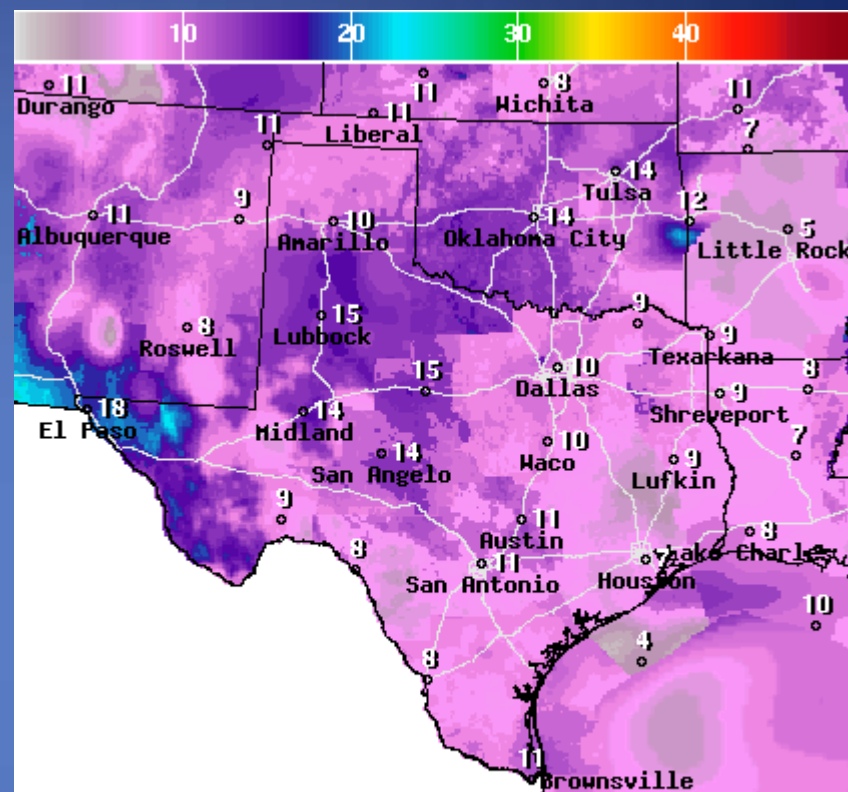 10 20 30 40
11 Durango
11
8 Wichita
11
11 Liberal
11
7
14 Tulsa
11 Albuquerque
9
10 Amarillo
14 Oklahoma City
12
5 Little Rock
8 Roswell
15 Lubbock
9
9 Texarkana
10 Dallas
15
9 Shreveport
8
18 El Paso
14 Midland
14 San Angelo
10 Waco
9 Lufkin
7
9
11 Austin
8
8
11 San Antonio
7 Houston
10
4
8
11 Brownsville